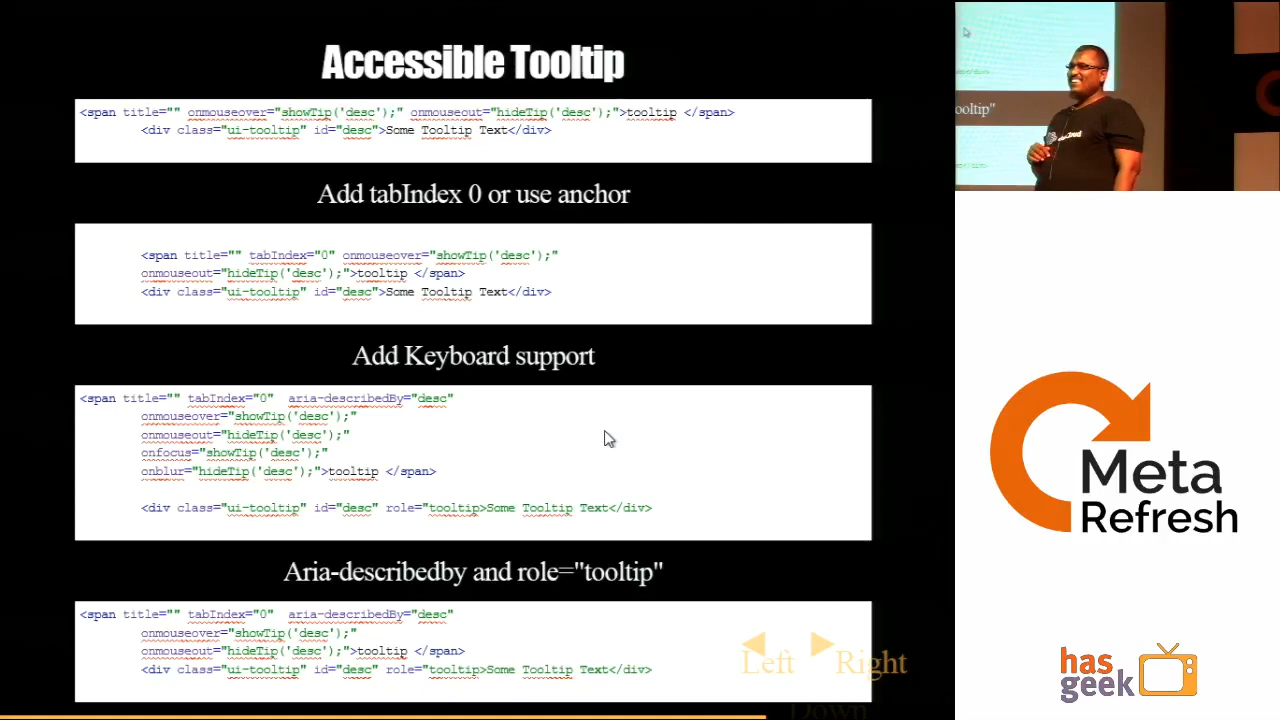 Accessible Tooltip
<span title="" onmouseover="showTip('desc');" onmouseout="hideTip('desc');">tooltip </span>
<div class="ui-tooltip" id="desc">Some Tooltip Text</div>
Add tabIndex 0 or use anchor
<span title="" tabIndex="0" onmouseover="showTip('desc');"
onmouseout="hideTip('desc');">tooltip </span>
<div class="ui-tooltip" id="desc">Some Tooltip Text</div>
Add Keyboard support
<span title="" tabIndex="0" aria-describedBy="desc"
onmouseover="showTip('desc');"
onmouseout="hideTip('desc');"
onfocus="showTip('desc');"
onblur="hideTip('desc');">tooltip </span>
<div class="ui-tooltip" id="desc" role="tooltip>Some Tooltip Text</div>
Aria-describedby and role="tooltip"
<span title="" tabIndex="0" aria-describedBy="desc"
onmouseover="showTip('desc');"
onmouseout="hideTip('desc');">tooltip </span>
<div class="ui-tooltip" id="desc" role="tooltip>Some Tooltip Text</div>
Left Right
Down
ooltip"
Meta
Refresh
has
geek